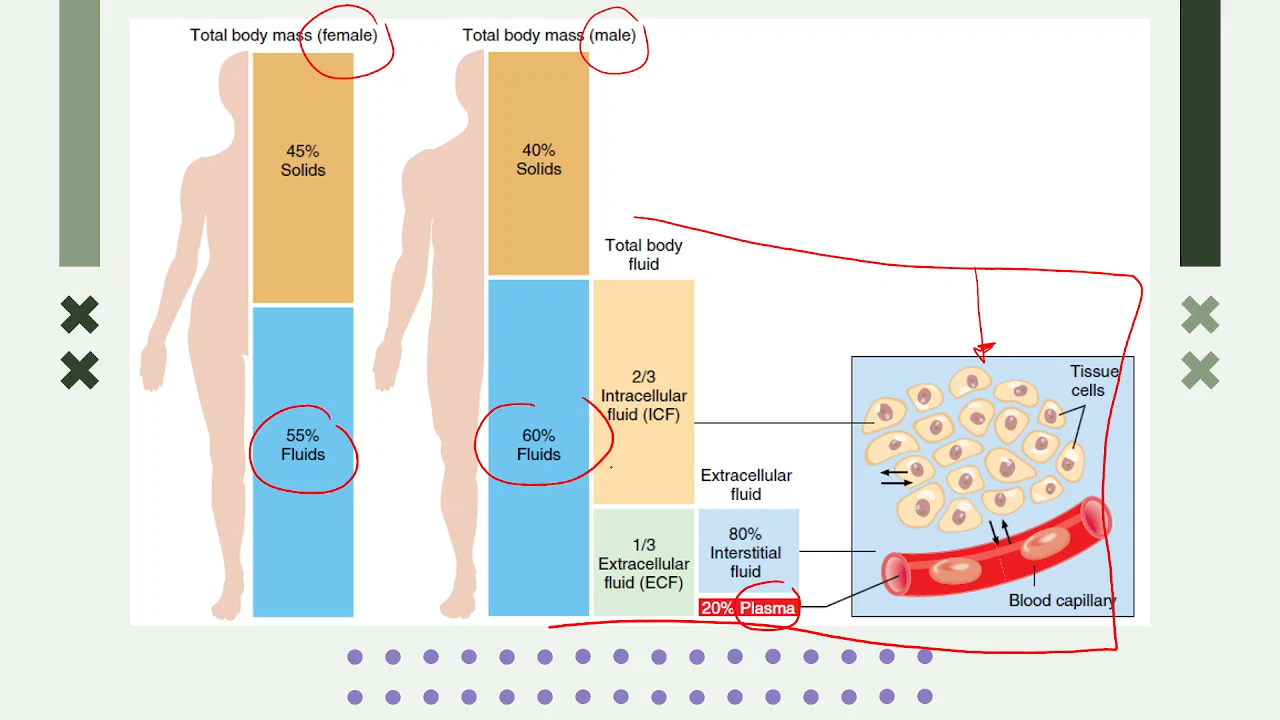 Total body mass (female)
Total body mass (male)
45%
Solids
40%
Solids
Total body
fluid
55%
Fluids
60%
Fluids
2/3
Intracellular
fluid (ICF)
1/3
Extracellular
fluid (ECF)
Extracellular
fluid
80%
Interstitial
fluid
20% Plasma
Tissue
cells
Blood capillary